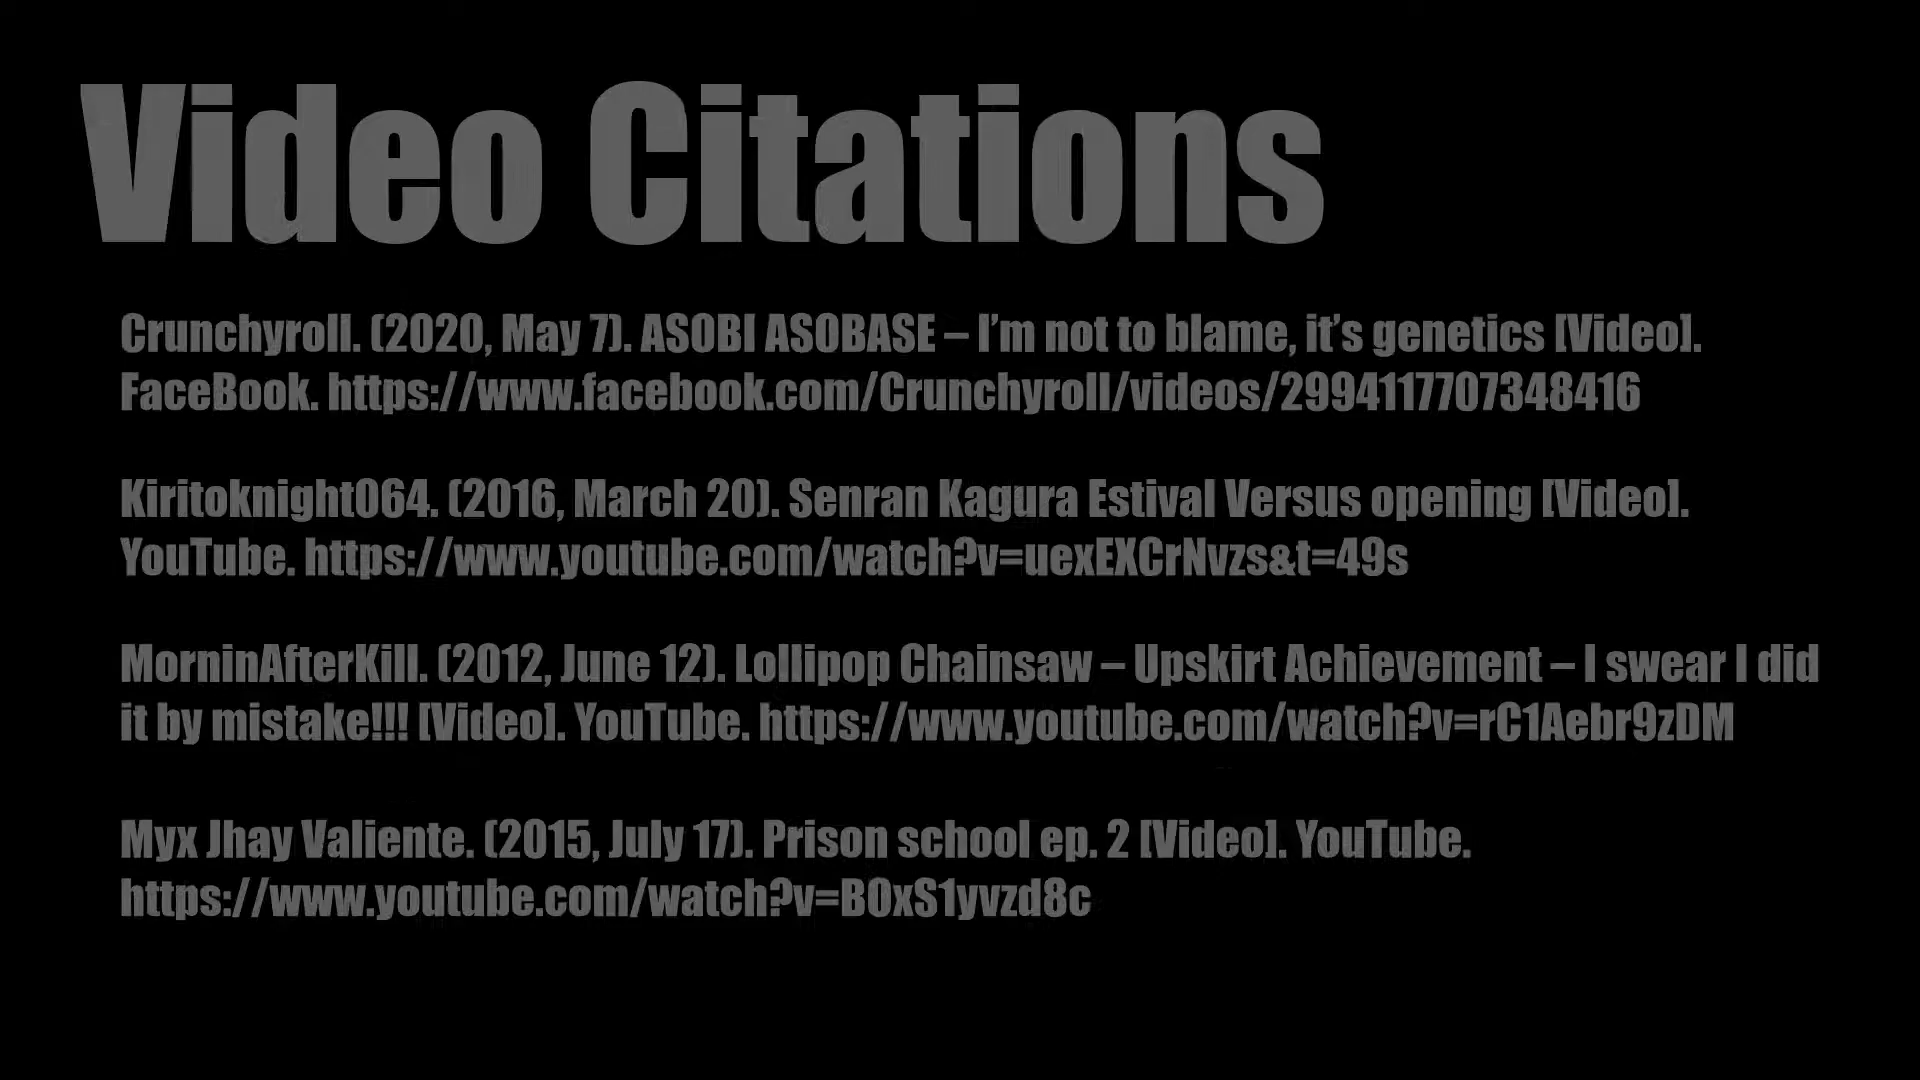 Video Citations
Crunchyroll. (2020, May 7). ASOBI ASOBASE – I’m not to blame, it’s genetics [Video].
FaceBook. https://www.facebook.com/Crunchyroll/videos/2994117707348416
Kiritoknight064. (2016, March 20). Senran Kagura Estival Versus opening [Video].
YouTube. https://www.youtube.com/watch?v=uexEXCrNvzs&t=49s
MorninAfterKill. (2012, June 12). Lollipop Chainsaw – Upskirt Achievement – I swear I did
it by mistake!!! [Video]. YouTube. https://www.youtube.com/watch?v=rC1Aebr9zDM
Myx Jhay Valiente. (2015, July 17). Prison school ep. 2 [Video]. YouTube.
https://www.youtube.com/watch?v=B0xS1yvzd8c